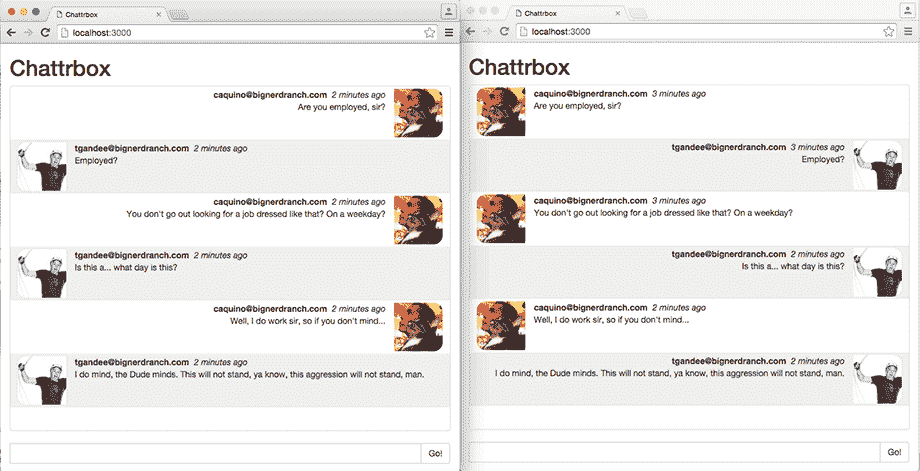 Chattrbox
localhost:3000
Chattrbox
caquino@bignerdranch.com 2 minutes ago
Are you employed, sir?
tgandee@bignerdranch.com 2 minutes ago
Employed?
caquino@bignerdranch.com 2 minutes ago
You don't go out looking for a job dressed like that? On a weekday?
tgandee@bignerdranch.com 2 minutes ago
Is this a... what day is this?
caquino@bignerdranch.com 2 minutes ago
Well, I do work sir, so if you don't mind...
tgandee@bignerdranch.com 2 minutes ago
I do mind, the Dude minds. This will not stand, ya know, this aggression will not stand, man.
Go!
Chattrbox
localhost:3000
Chattrbox
caquino@bignerdranch.com 3 minutes ago
Are you employed, sir?
tgandee@bignerdranch.com 3 minutes ago
Employed?
caquino@bignerdranch.com 3 minutes ago
You don't go out looking for a job dressed like that? On a weekday?
tgandee@bignerdranch.com 2 minutes ago
Is this a... what day is this?
caquino@bignerdranch.com 2 minutes ago
Well, I do work sir, so if you don't mind...
tgandee@bignerdranch.com 2 minutes ago
I do mind, the Dude minds. This will not stand, ya know, this aggression will not stand, man.
Go!